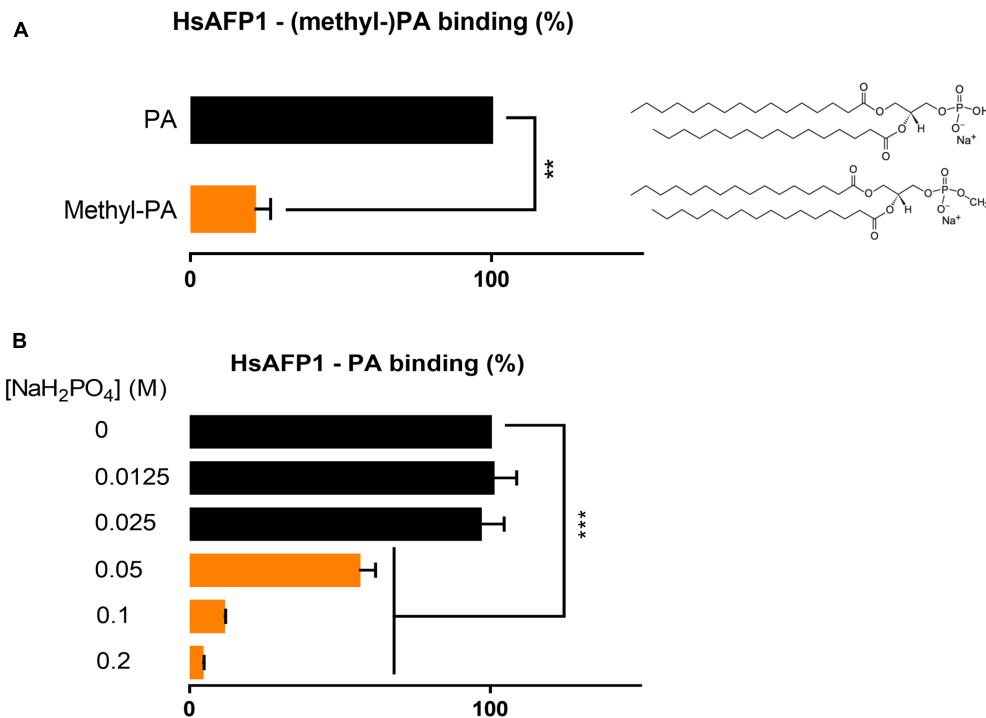 A
HsAFP1 - (methyl-)PA binding (%)
PA
Methyl-PA
**
0 100
O
O
O
O
P
OH
O
H
O⁻
Na⁺
O
O
O
O
O
P
O
O
H
O⁻
CH₃
Na⁺
O
B
HsAFP1 - PA binding (%)
[NaH₂PO₄] (M)
0
0.0125
0.025
0.05
0.1
0.2
***
0 100